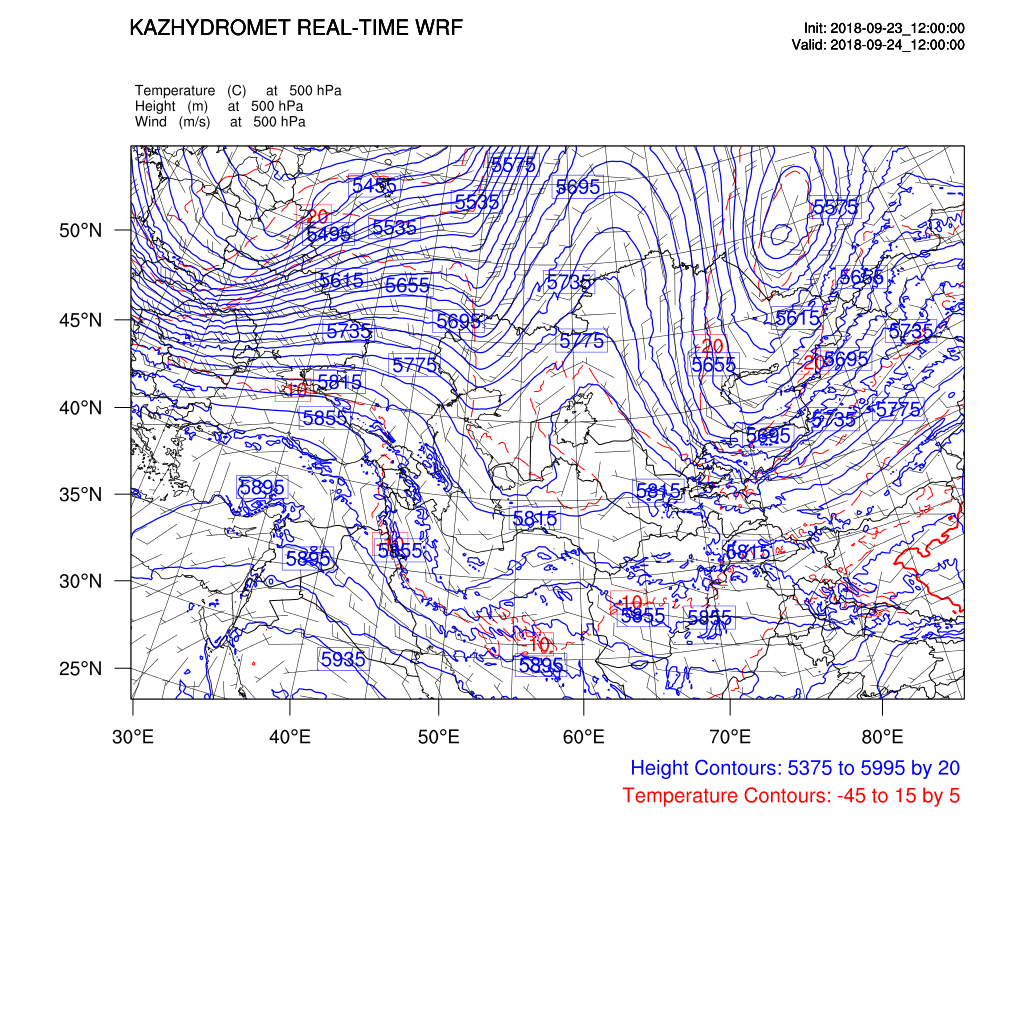 KAZHYDROMET REAL-TIME WRF
Init: 2018-09-23_12:00:00
Valid: 2018-09-24_12:00:00
Temperature (C) at 500 hPa
Height (m) at 500 hPa
Wind (m/s) at 500 hPa
5575
5455 5695
5535 5575
20
5495 5535
50°N
5615 5655 5735 5655
45°N
5735 5695 5775 5615 5735
-20
5775 5655 20 5695
10 5815
40°N
5855 5695 5735 5775
5895 5815
35°N
5815
10
5895 5855 5815
30°N
-10
5855 5855
-10
25°N
5935 5895
30°E 40°E 50°E 60°E 70°E 80°E
Height Contours: 5375 to 5995 by 20
Temperature Contours: -45 to 15 by 5